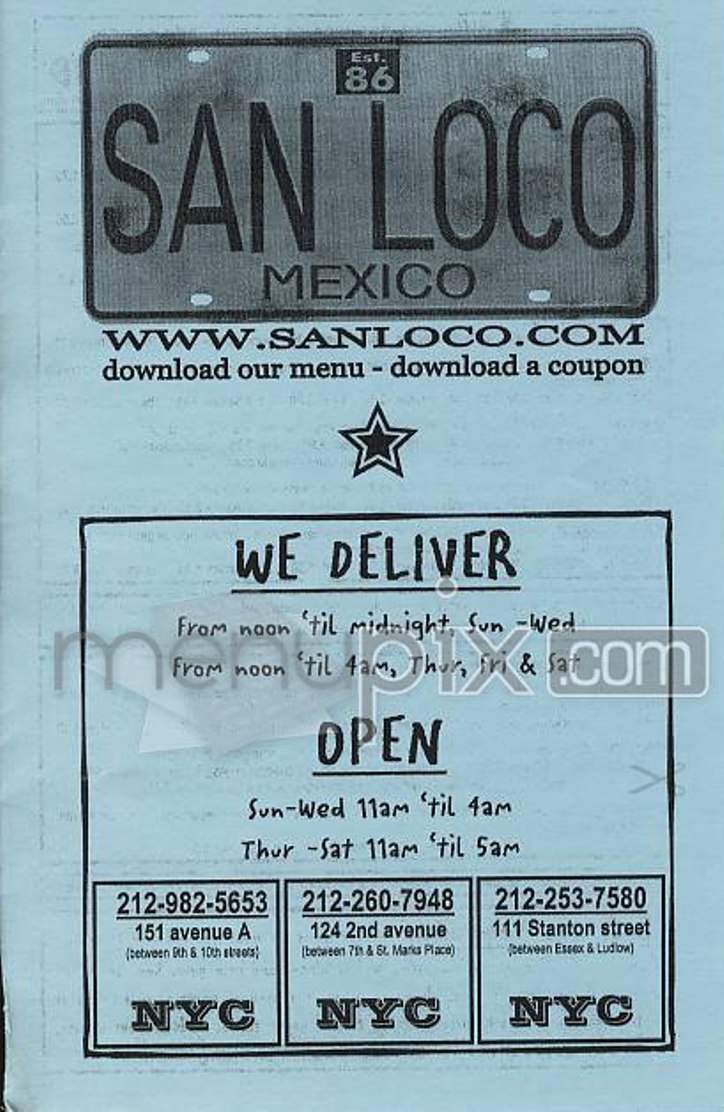 Est.
86
SAN LOCO
MEXICO
WWW.SANLOCO.COM
download our menu - download a coupon
WE DELIVER
From noon 'til midnight, Sun -Wed
From noon 'til 4am, Thur, Fri & Sat
menupix.com
OPEN
Sun-Wed 11am 'til 4am
Thur -Sat 11am 'til 5am
212-982-5653
151 avenue A
(between 9th & 10th streets)
NYC
212-260-7948
124 2nd avenue
(between 7th & St. Marks Place)
NYC
212-253-7580
111 Stanton street
(between Essex & Ludlow)
NYC